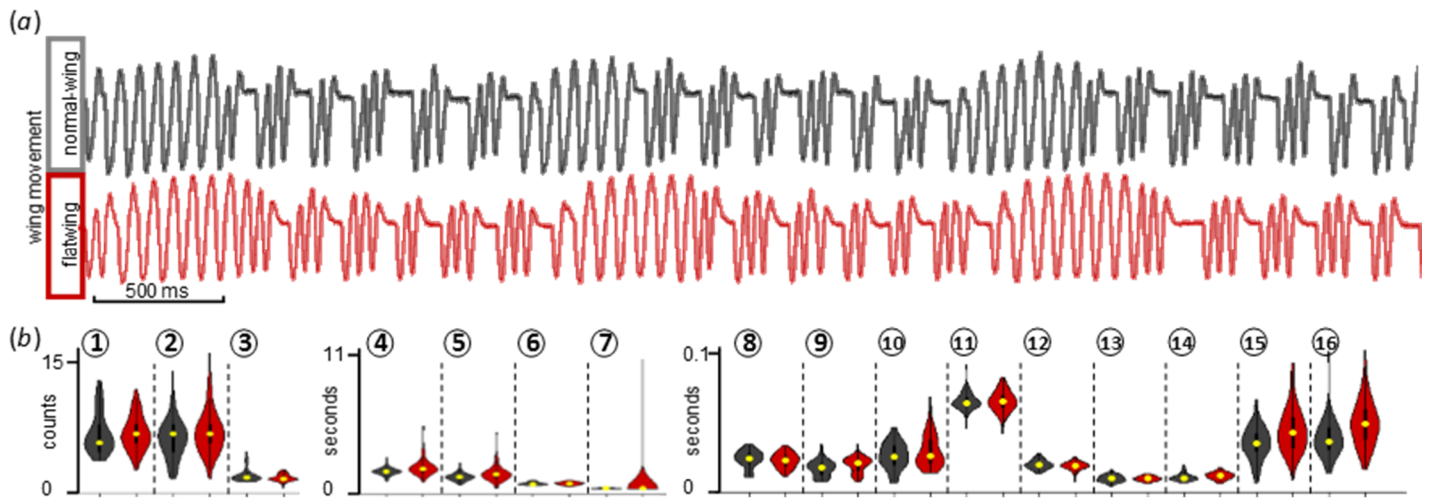 (a)
wing movement
normal-wing
flatwing
500 ms
(b)
1 2 3 4 5 6 7 8 9 10 11 12 13 14 15 16
15
counts
0
11
seconds
0
0.1
seconds
0